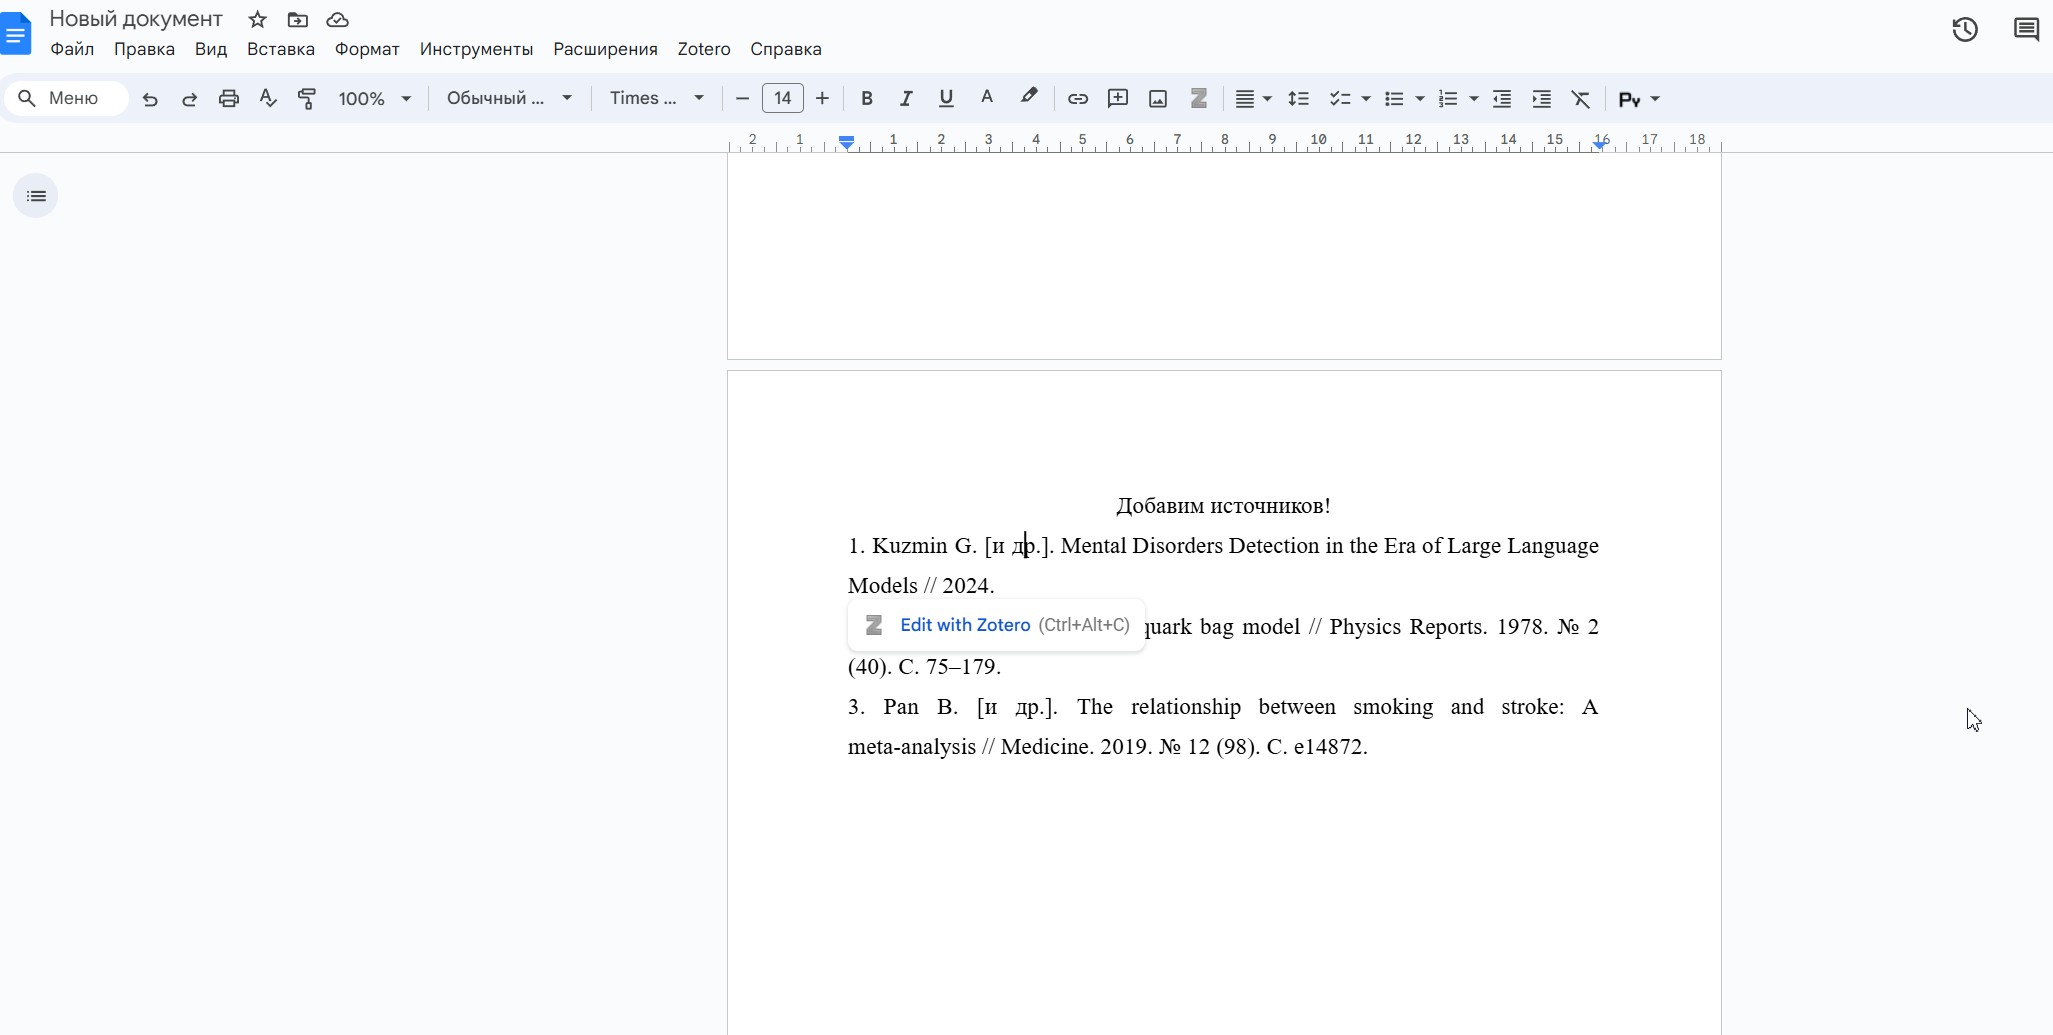 Новый документ
Файл Правка Вид Вставка Формат Инструменты Расширения Zotero Справка
Меню 100% Обычный ... Times ... 14 B I U A Pγ
2 1 1 2 3 4 5 6 7 8 9 10 11 12 13 14 15 16 17 18
Добавим источников!
1. Kuzmin G. [и др.]. Mental Disorders Detection in the Era of Large Language
Models // 2024.
Edit with Zotero (Ctrl+Alt+C) quark bag model // Physics Reports. 1978. № 2
(40). С. 75–179.
3. Pan B. [и др.]. The relationship between smoking and stroke: A
meta-analysis // Medicine. 2019. № 12 (98). С. e14872.